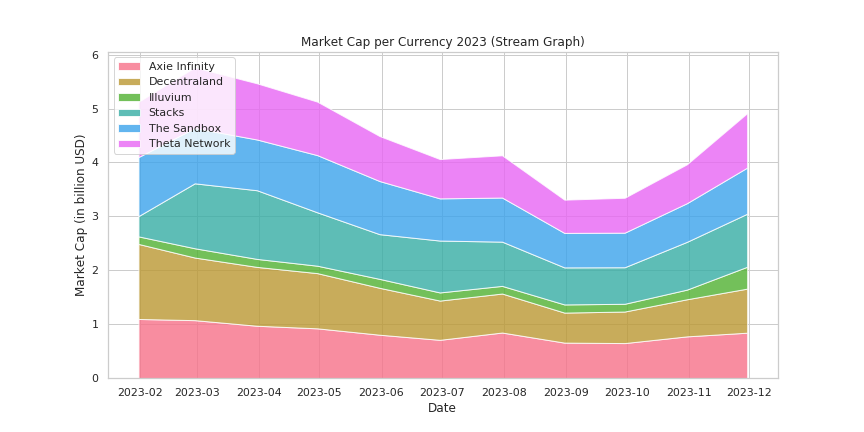 Market Cap per Currency 2023 (Stream Graph)
Axie Infinity
Decentraland
Illuvium
Stacks
The Sandbox
Theta Network
Market Cap (in billion USD)
6
5
4
3
2
1
0
2023-02 2023-03 2023-04 2023-05 2023-06 2023-07 2023-08 2023-09 2023-10 2023-11 2023-12
Date